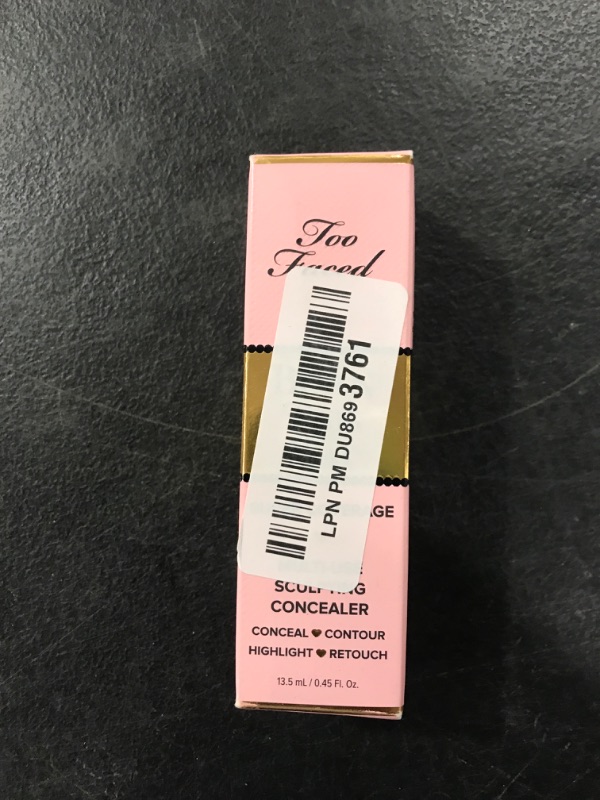 Too
Faced
LPN PM DU869 3761
SCULPTING
CONCEALER
CONCEAL CONTOUR
HIGHLIGHT RETOUCH
13.5 mL / 0.45 Fl. Oz.